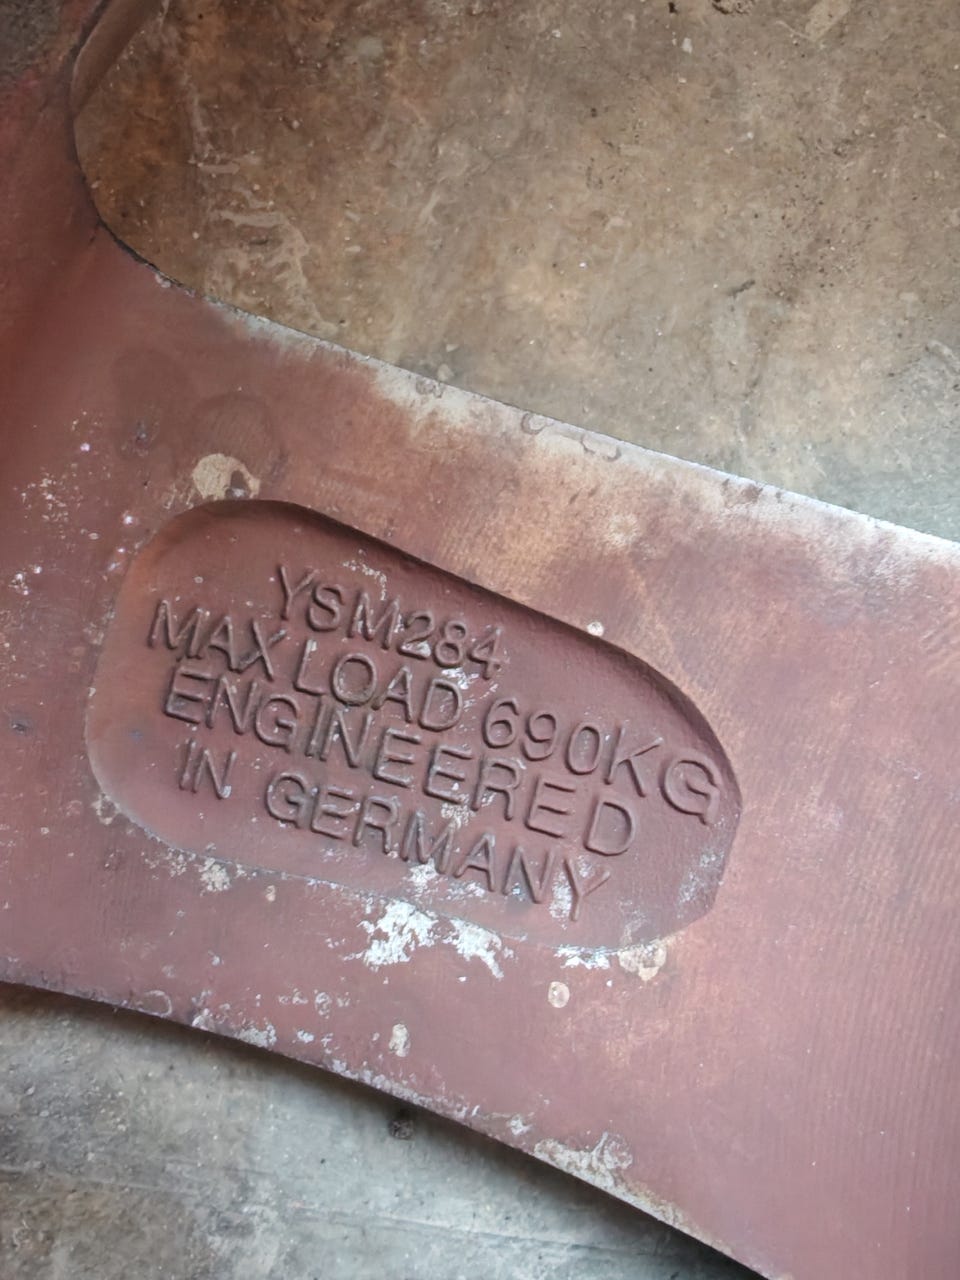 YSM284
MAX LOAD 690KG
ENGINEERED
IN GERMANY